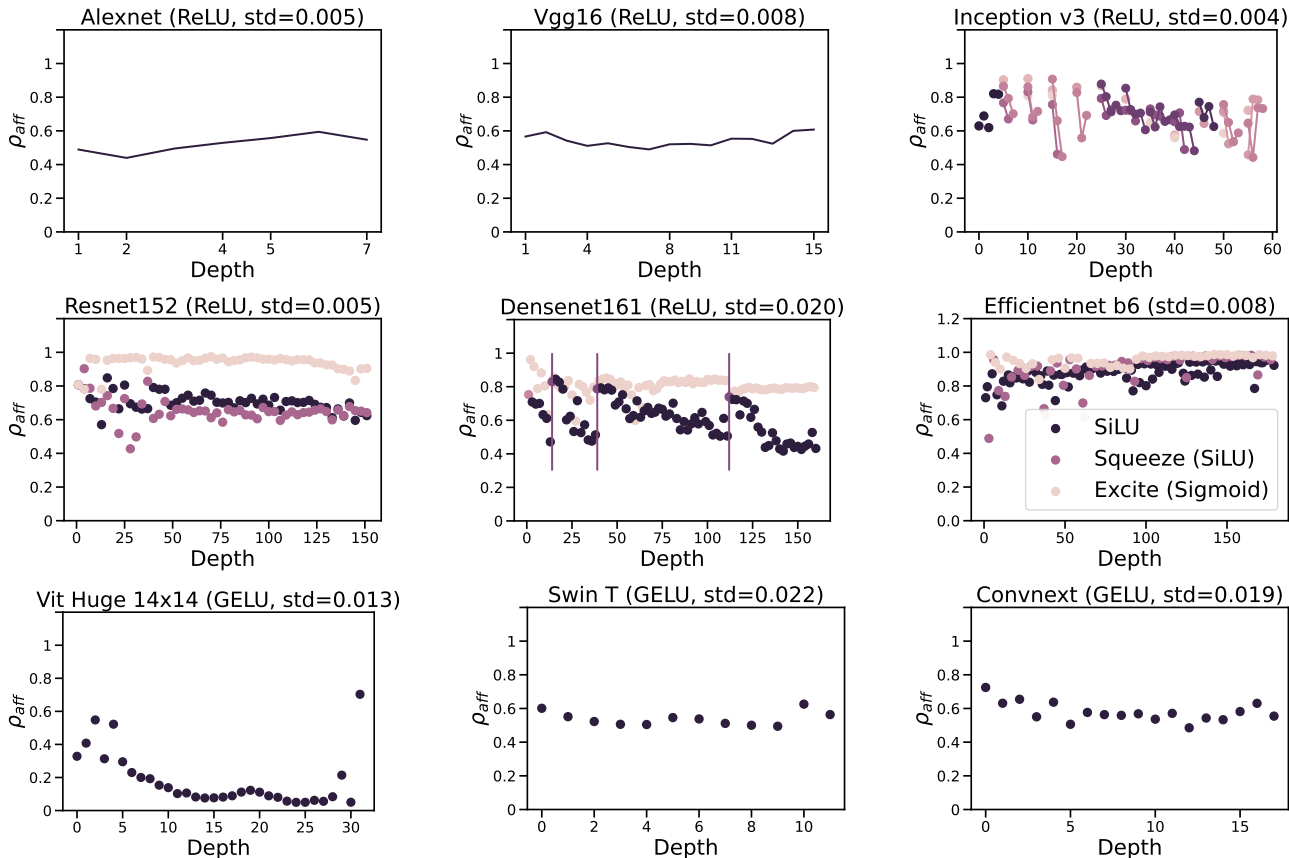 Alexnet (ReLU, std=0.005)
1
0.8
0.6
0.4
0.2
0
ρaff
1 2 4 5 7
Depth
Vgg16 (ReLU, std=0.008)
1
0.8
0.6
0.4
0.2
0
ρaff
1 4 8 11 15
Depth
Inception v3 (ReLU, std=0.004)
1
0.8
0.6
0.4
0.2
0
ρaff
0 10 20 30 40 50 60
Depth
Resnet152 (ReLU, std=0.005)
1
0.8
0.6
0.4
0.2
0
ρaff
0 25 50 75 100 125 150
Depth
Densenet161 (ReLU, std=0.020)
1
0.8
0.6
0.4
0.2
0
ρaff
0 25 50 75 100 125 150
Depth
Efficientnet b6 (std=0.008)
1.2
1.0
0.8
0.6
0.4
0.2
0.0
ρaff
SiLU
Squeeze (SiLU)
Excite (Sigmoid)
0 50 100 150
Depth
Vit Huge 14x14 (GELU, std=0.013)
1
0.8
0.6
0.4
0.2
0
ρaff
0 5 10 15 20 25 30
Depth
Swin T (GELU, std=0.022)
1
0.8
0.6
0.4
0.2
0
ρaff
0 2 4 6 8 10
Depth
Convnext (GELU, std=0.019)
1
0.8
0.6
0.4
0.2
0
ρaff
0 5 10 15
Depth